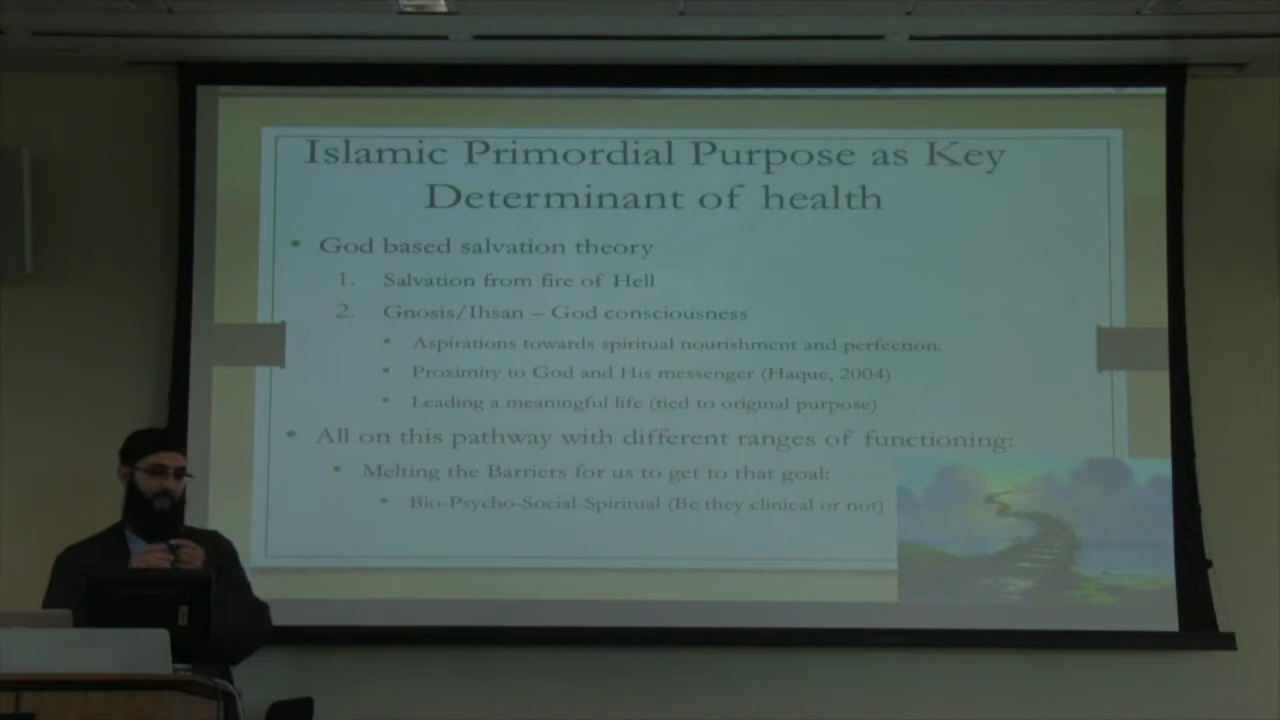 Islamic Primordial Purpose as Key
Determinant of health
• God based salvation theory
1. Salvation from fire of Hell
2. Gnosis/Ihsan – God consciousness
• Aspirations towards spiritual nourishment and perfection.
• Proximity to God and His messenger (Haque, 2004)
• Leading a meaningful life (tied to original purpose)
• All on this pathway with different ranges of functioning:
• Melting the Barriers for us to get to that goal:
• Bio-Psycho-Social-Spiritual (Be they clinical or not)